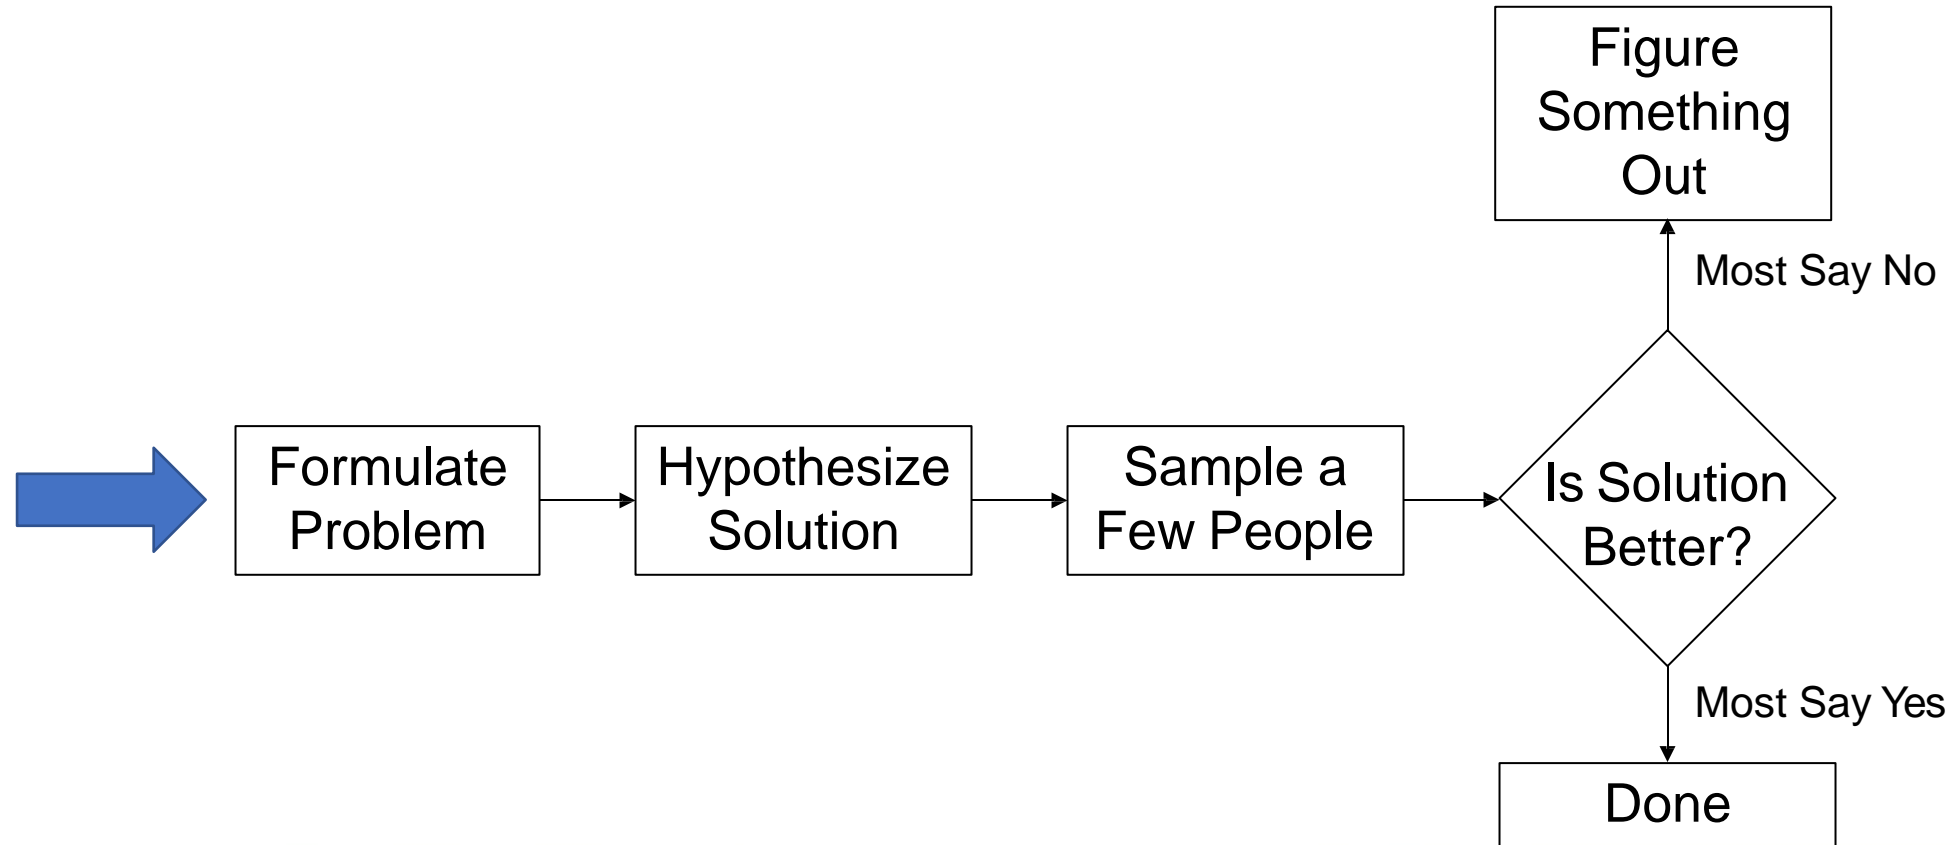 Figure
Something
Out
Most Say No
Formulate
Problem
Hypothesize
Solution
Sample a
Few People
Is Solution
Better?
Most Say Yes
Done